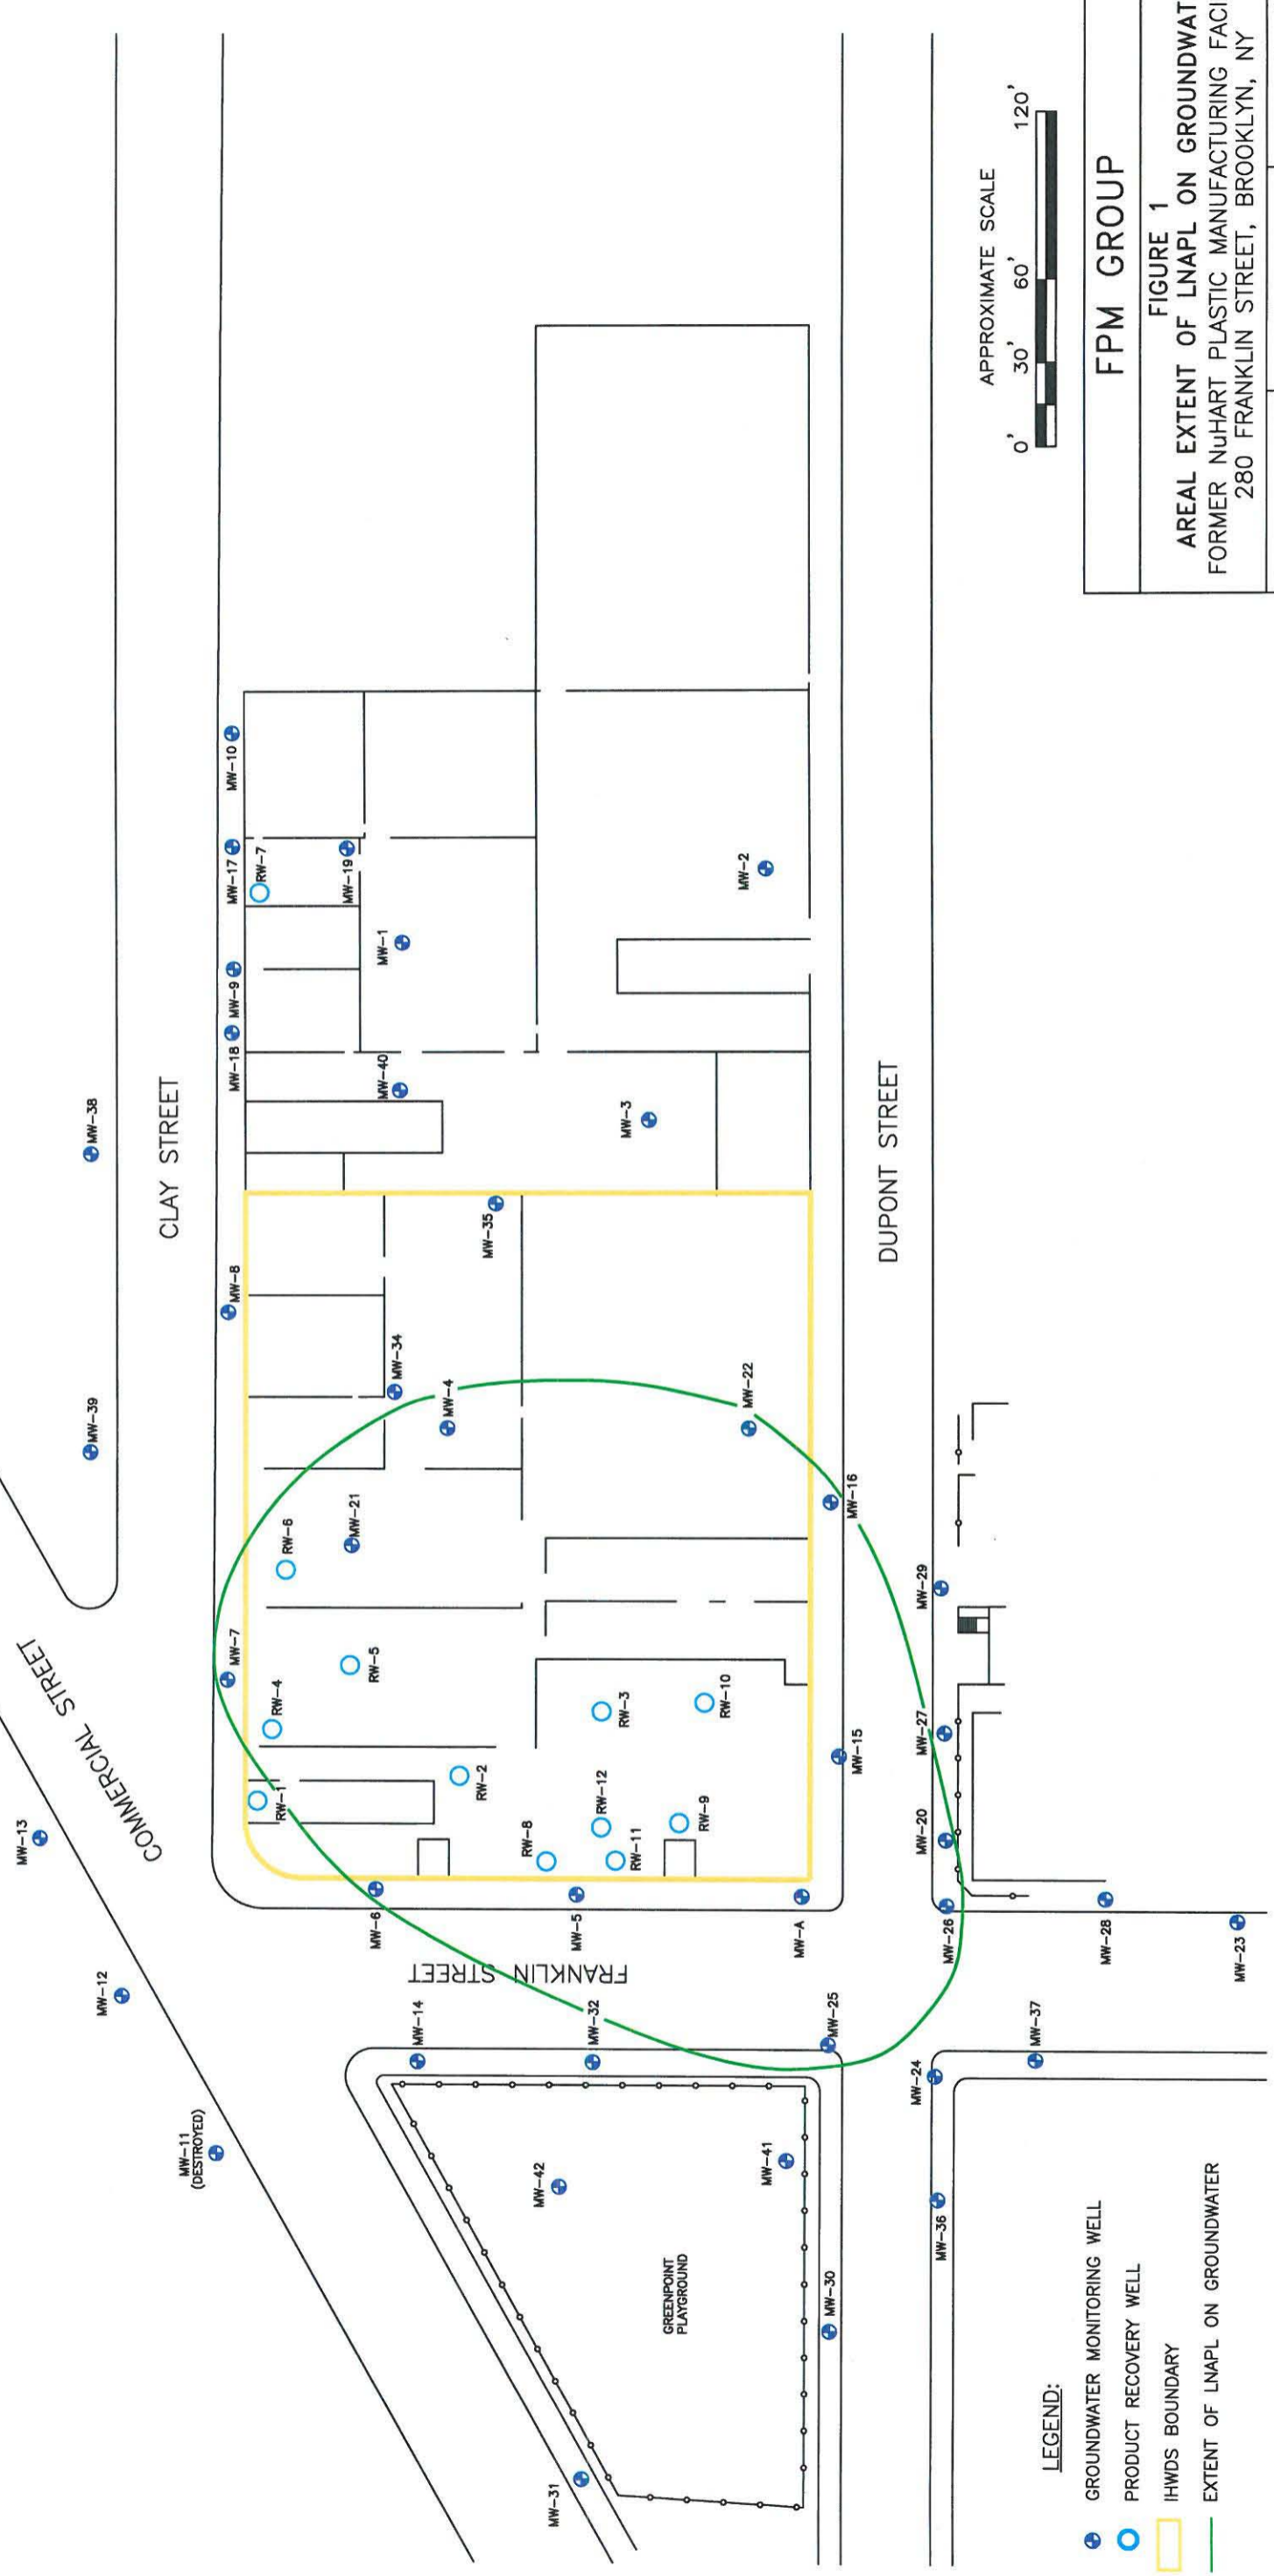 MW-38
MW-39
MW-13
MW-12
MW-11
(DESTROYED)
COMMERCIAL STREET
CLAY STREET
MW-10
MW-17
RW-7
MW-19
MW-9
MW-18
MW-1
MW-40
MW-2
MW-3
MW-8
MW-35
MW-34
MW-4
MW-22
MW-21
RW-6
MW-16
MW-7
RW-4
RW-5
RW-3
RW-10
RW-1
RW-2
RW-12
RW-8
RW-11
RW-9
MW-15
MW-6
MW-5
MW-A
FRANKLIN STREET
DUPONT STREET
MW-29
MW-27
MW-20
MW-26
MW-28
MW-23
MW-14
MW-32
MW-25
MW-24
MW-37
MW-42
MW-41
MW-36
MW-30
MW-31
GREENPOINT
PLAYGROUND
LEGEND:
GROUNDWATER MONITORING WELL
PRODUCT RECOVERY WELL
IHWDS BOUNDARY
EXTENT OF LNAPL ON GROUNDWATER
APPROXIMATE SCALE
0' 30' 60' 120'
FPM GROUP
FIGURE 1
AREAL EXTENT OF LNAPL ON GROUNDWAT
FORMER NuHART PLASTIC MANUFACTURING FACI
280 FRANKLIN STREET, BROOKLYN, NY